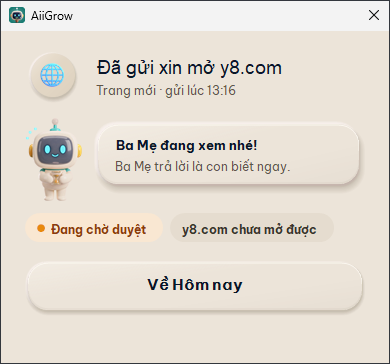 AiiGrow
Đã gửi xin mở y8.com
Trang mới · gửi lúc 13:16
Ba Mẹ đang xem nhé!
Ba Mẹ trả lời là con biết ngay.
Đang chờ duyệt
y8.com chưa mở được
Về Hôm nay